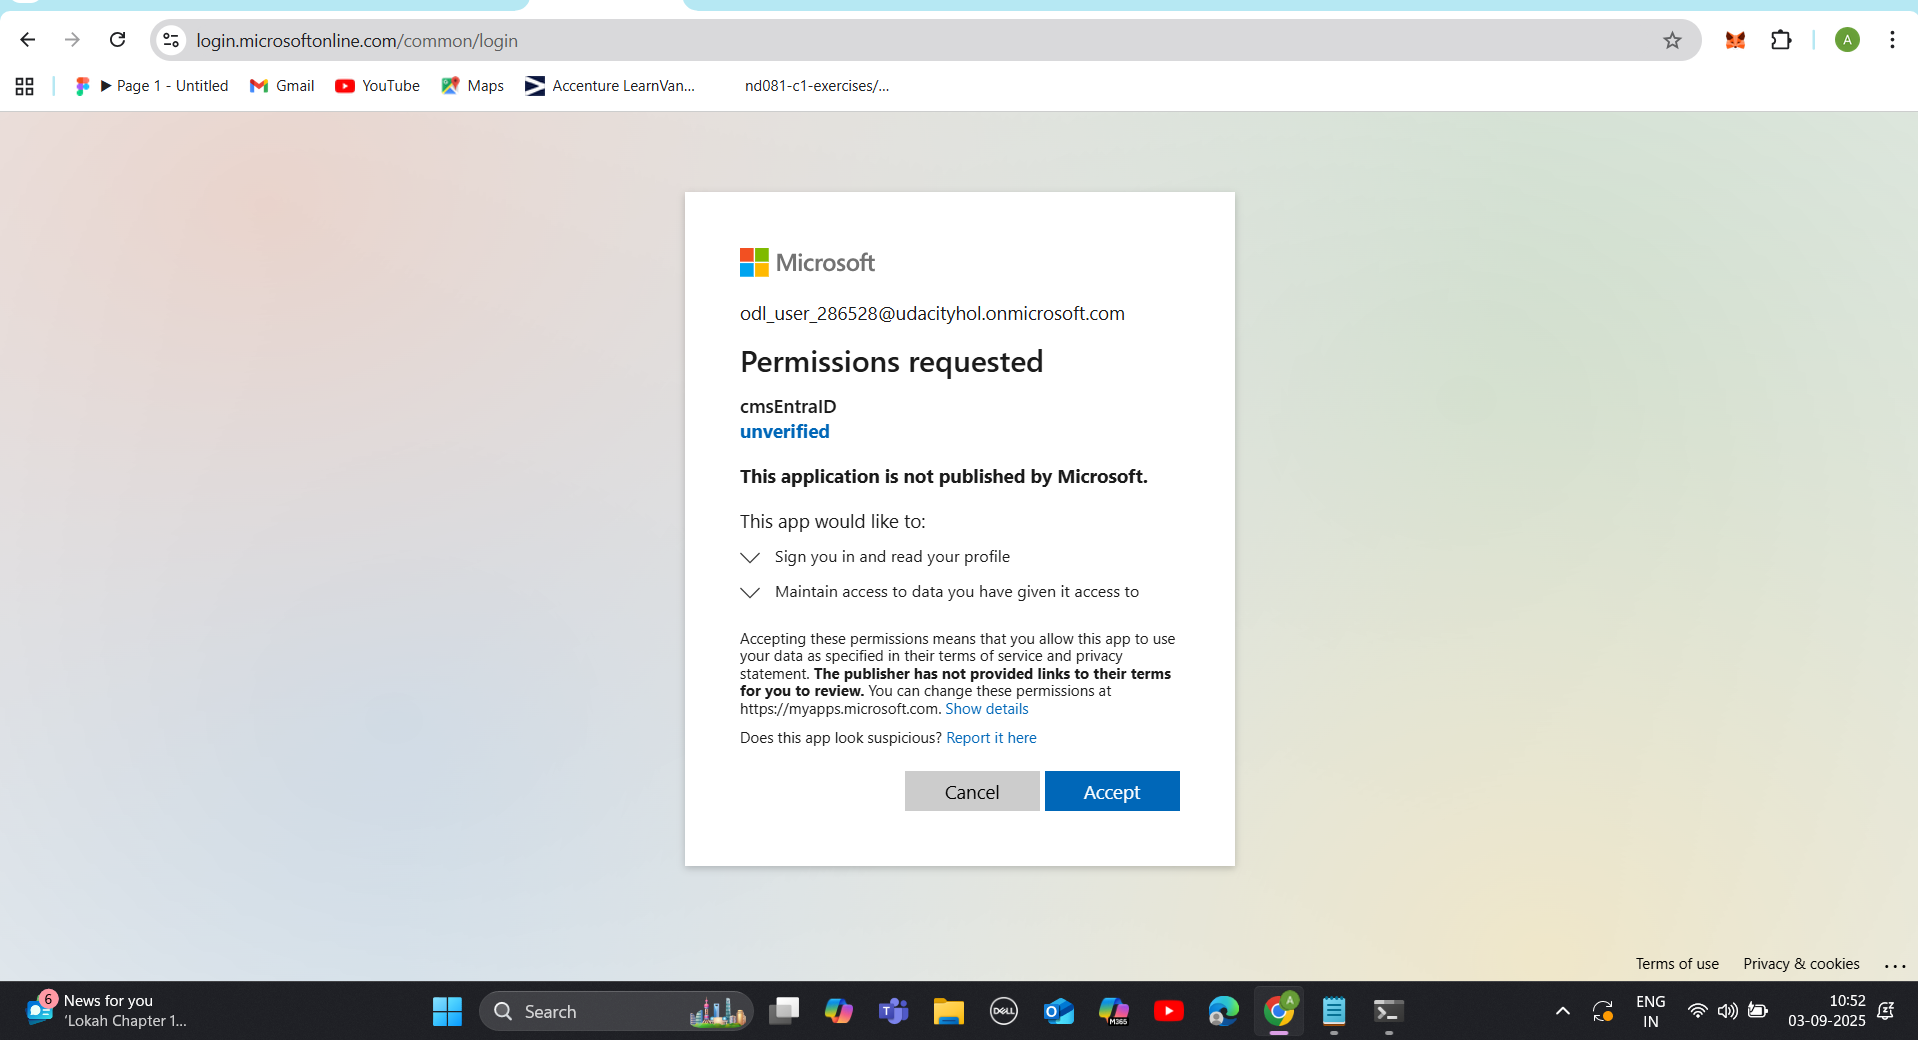 login.microsoftonline.com/common/login
A
Page 1 - Untitled
Gmail
YouTube
Maps
Accenture LearnVan...
nd081-c1-exercises/...
Microsoft
odl_user_286528@udacityhol.onmicrosoft.com
Permissions requested
cmsEntraID
unverified
This application is not published by Microsoft.
This app would like to:
Sign you in and read your profile
Maintain access to data you have given it access to
Accepting these permissions means that you allow this app to use
your data as specified in their terms of service and privacy
statement. The publisher has not provided links to their terms
for you to review. You can change these permissions at
https://myapps.microsoft.com. Show details
Does this app look suspicious? Report it here
Cancel
Accept
Terms of use
Privacy & cookies
...
6
News for you
'Lokah Chapter 1...
Search
T
DELL
O
M365
A
ENG
IN
10:52
03-09-2025